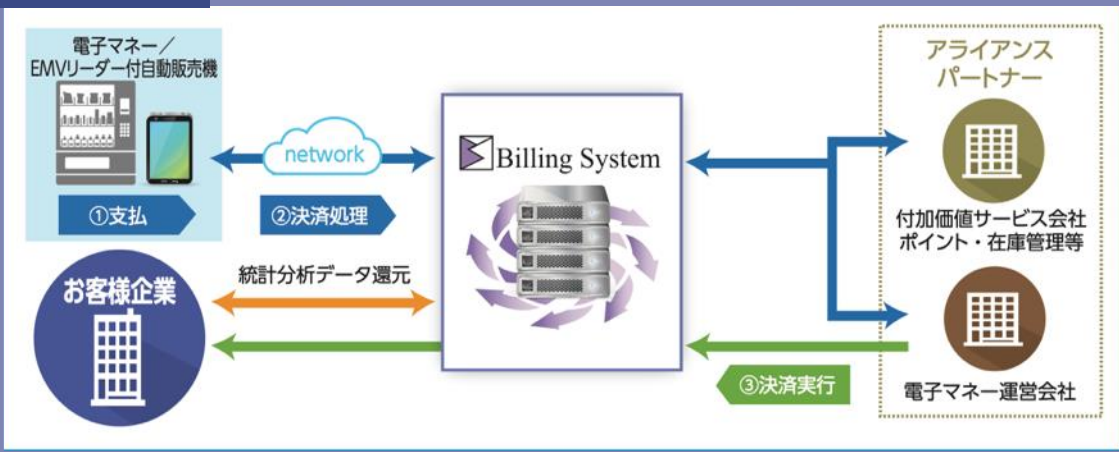 電子マネー／
EMVリーダー付自動販売機
①支払
network
②決済処理
Billing System
アライアンス
パートナー
付加価値サービス会社
ポイント・在庫管理等
お客様企業
統計分析データ還元
③決済実行
電子マネー運営会社